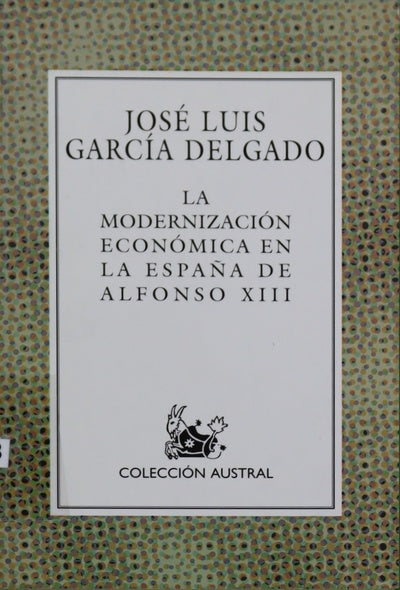 JOSÉ LUIS
GARCÍA DELGADO
LA
MODERNIZACIÓN
ECONÓMICA EN
LA ESPAÑA DE
ALFONSO XIII
COLECCIÓN AUSTRAL